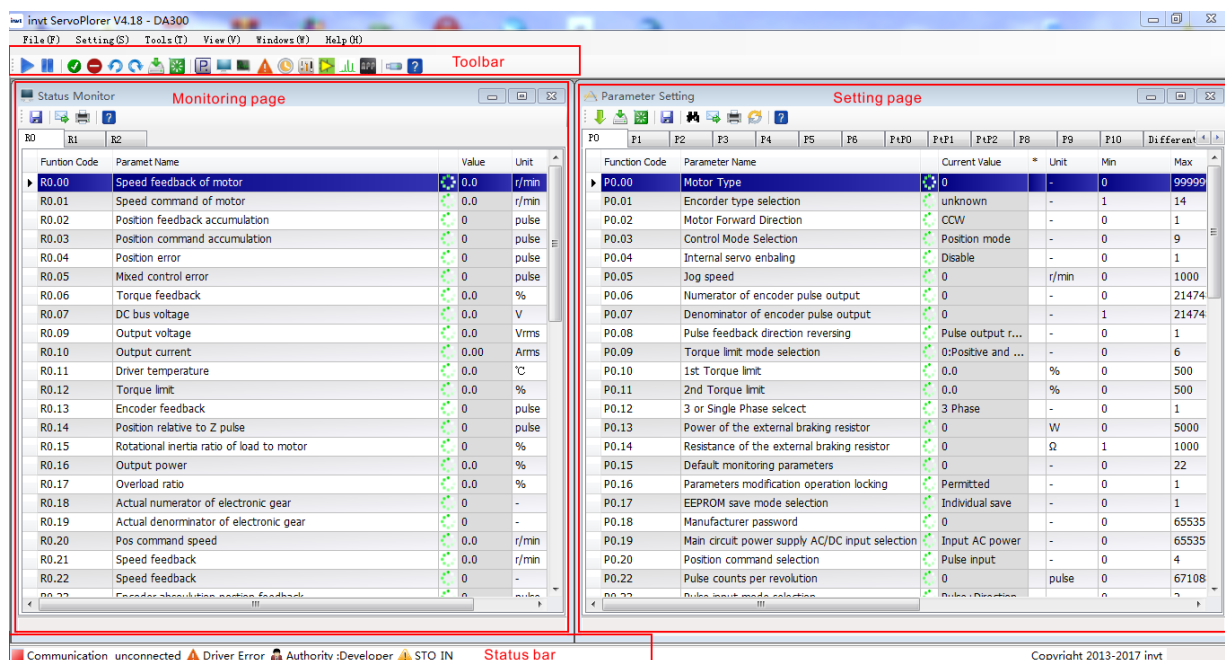 invt ServoPlorer V4.18 - DA300
File(F) Setting(S) Tools(T) View(V) Windows(W) Help(H)
Toolbar
Status Monitor
Monitoring page
R0 R1 R2
Funtion Code Paramet Name Value Unit
R0.00 Speed feedback of motor 0.0 r/min
R0.01 Speed command of motor 0.0 r/min
R0.02 Position feedback accumulation 0 pulse
R0.03 Position command accumulation 0 pulse
R0.04 Position error 0 pulse
R0.05 Mixed control error 0 pulse
R0.06 Torque feedback 0.0 %
R0.07 DC bus voltage 0.0 V
R0.09 Output voltage 0.0 Vrms
R0.10 Output current 0.00 Arms
R0.11 Driver temperature 0.0 ℃
R0.12 Torque limit 0.0 %
R0.13 Encoder feedback 0 pulse
R0.14 Position relative to Z pulse 0 pulse
R0.15 Rotational inertia ratio of load to motor 0 %
R0.16 Output power 0.0 %
R0.17 Overload ratio 0.0 %
R0.18 Actual numerator of electronic gear 0 -
R0.19 Actual denorminator of electronic gear 0 -
R0.20 Pos command speed 0.0 r/min
R0.21 Speed feedback 0.0 r/min
R0.22 Speed feedback 0 -
Parameter Setting
Setting page
P0 P1 P2 P3 P4 P5 P6 PtP0 PtP1 PtP2 P8 P9 P10 Different
Function Code Parameter Name Current Value * Unit Min Max
P0.00 Motor Type 0 - 0 99999
P0.01 Encorder type selection unknown - 1 14
P0.02 Motor Forward Direction CCW - 0 1
P0.03 Control Mode Selection Position mode - 0 9
P0.04 Internal servo enbaling Disable - 0 1
P0.05 Jog speed 0 r/min 0 1000
P0.06 Numerator of encoder pulse output 0 - 0 21474
P0.07 Denominator of encoder pulse output 0 - 1 21474
P0.08 Pulse feedback direction reversing Pulse output r... - 0 1
P0.09 Torque limit mode selection 0:Positive and ... - 0 6
P0.10 1st Torque limit 0.0 % 0 500
P0.11 2nd Torque limit 0.0 % 0 500
P0.12 3 or Single Phase selcect 3 Phase - 0 1
P0.13 Power of the external braking resistor 0 W 0 5000
P0.14 Resistance of the external braking resistor 0 Ω 1 1000
P0.15 Default monitoring parameters 0 - 0 22
P0.16 Parameters modification operation locking Permitted - 0 1
P0.17 EEPROM save mode selection Individual save - 0 1
P0.18 Manufacturer password 0 - 0 65535
P0.19 Main circuit power supply AC/DC input selection Input AC power - 0 65535
P0.20 Position command selection Pulse input - 0 4
P0.22 Pulse counts per revolution 0 pulse 0 67108
Communication unconnected Driver Error Authority :Developer STO IN Status bar Copyright 2013-2017 invt